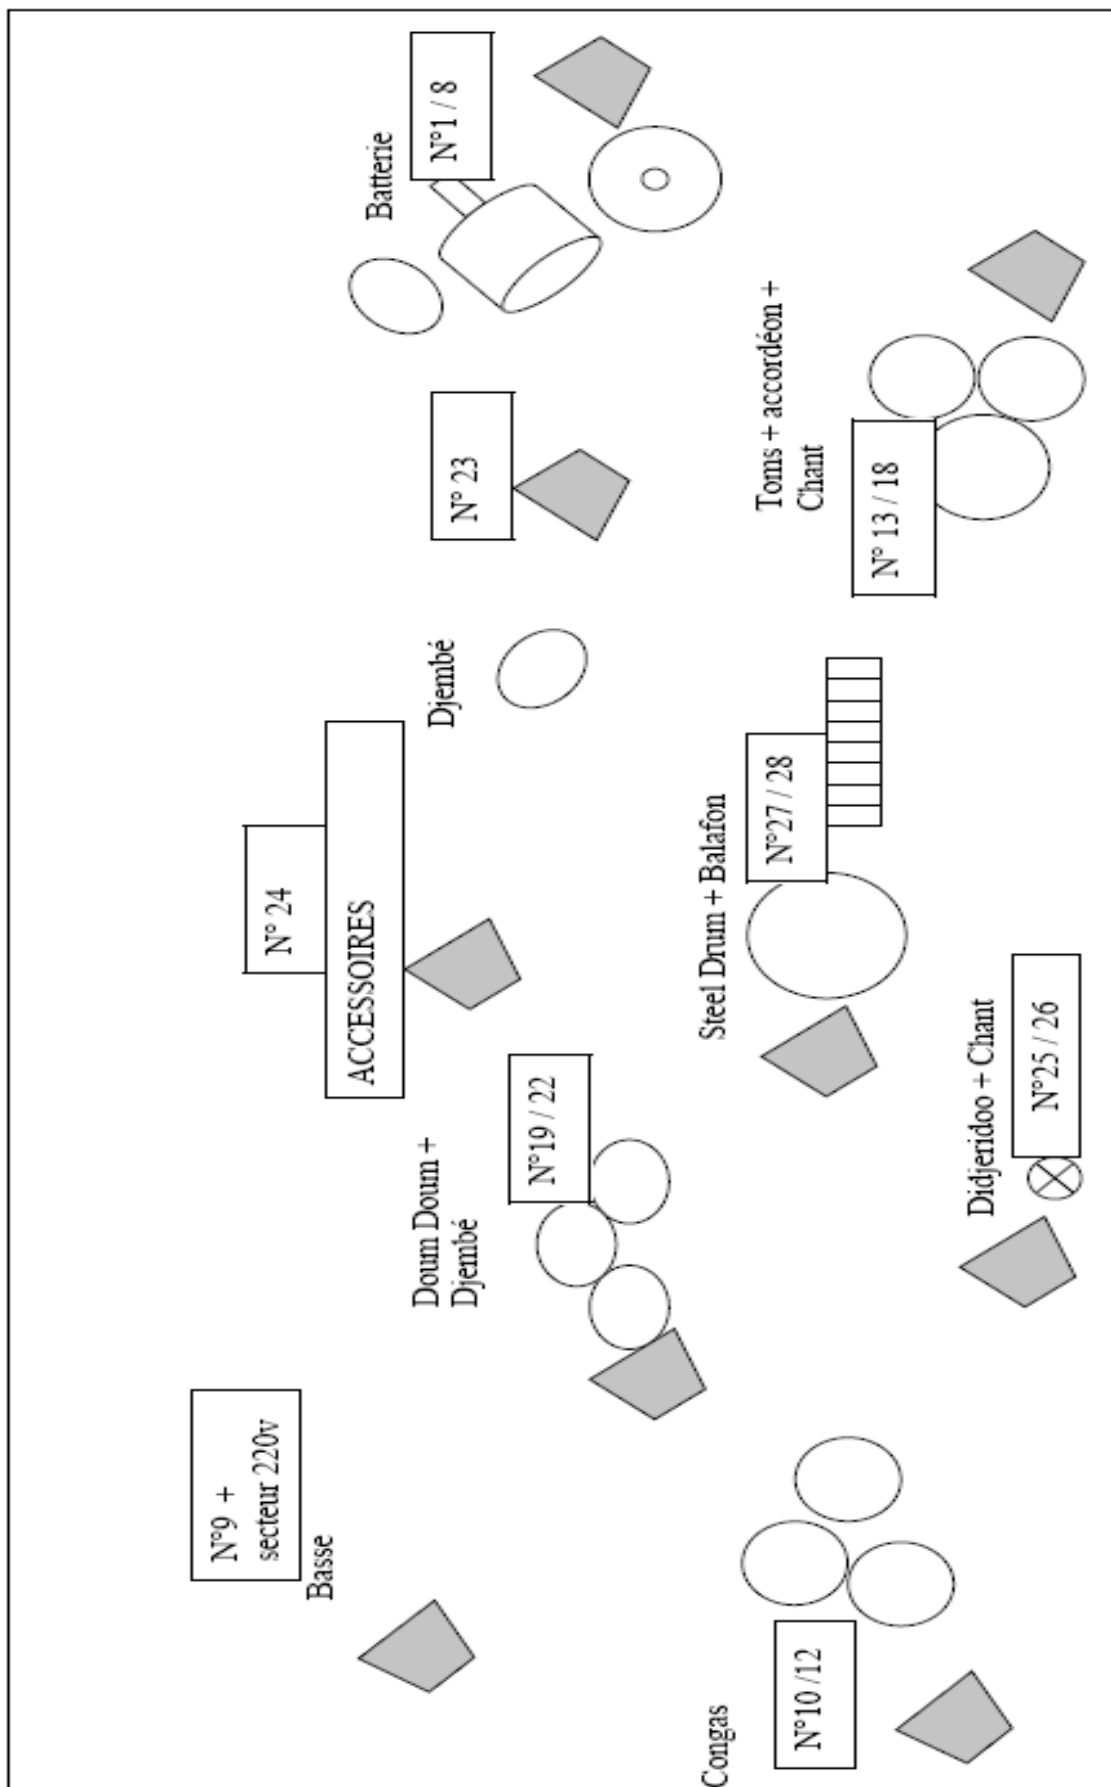 N°9 +
secteur 220v
Basse
N° 24
ACCESSOIRES
Batterie
N°1 / 8
Doum Doum +
Djembé
N°19 / 22
Djembé
N° 23
Congas
N°10 /12
Steel Drum + Balafon
N°27 / 28
Toms + accordéon +
Chant
N° 13 / 18
Didjeridoo + Chant
N°25 / 26